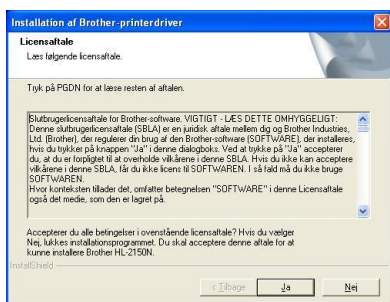 Installation af Brother-printerdriver
Licensaftale
Læs følgende licensaftale.
Tryk på PGDN for at læse resten af aftalen.
Slutbrugerlicensaftale for Brother-software. VIGTIGT - LÆS DETTE OMHYGGELIGT:
Denne slutbrugerlicensaftale (SBLA) er en juridisk aftale mellem dig og Brother Industries,
Ltd. (Brother), der regulerer din brug af den Brother-software (SOFTWARE), der installeres,
hvis du trykker på knappen "Ja" i denne dialogboks. Ved at trykke på "Ja" accepterer
du, at du er forpligtet til at overholde vilkårene i denne SBLA. Hvis du ikke kan acceptere
vilkårene i denne SBLA, får du ikke licens til SOFTWAREN. I så fald må du ikke bruge
SOFTWAREN.
Hvor konteksten tillader det, omfatter betegnelsen "SOFTWARE" i denne Licensaftale
også det medie, som den er lagret på.
Accepterer du alle betingelser i ovenstående licensaftale? Hvis du vælger
Nej, lukkes installationsprogrammet. Du skal acceptere denne aftale for at
kunne installere Brother HL-2150N.
InstallShield
< Tilbage
Ja
Nej